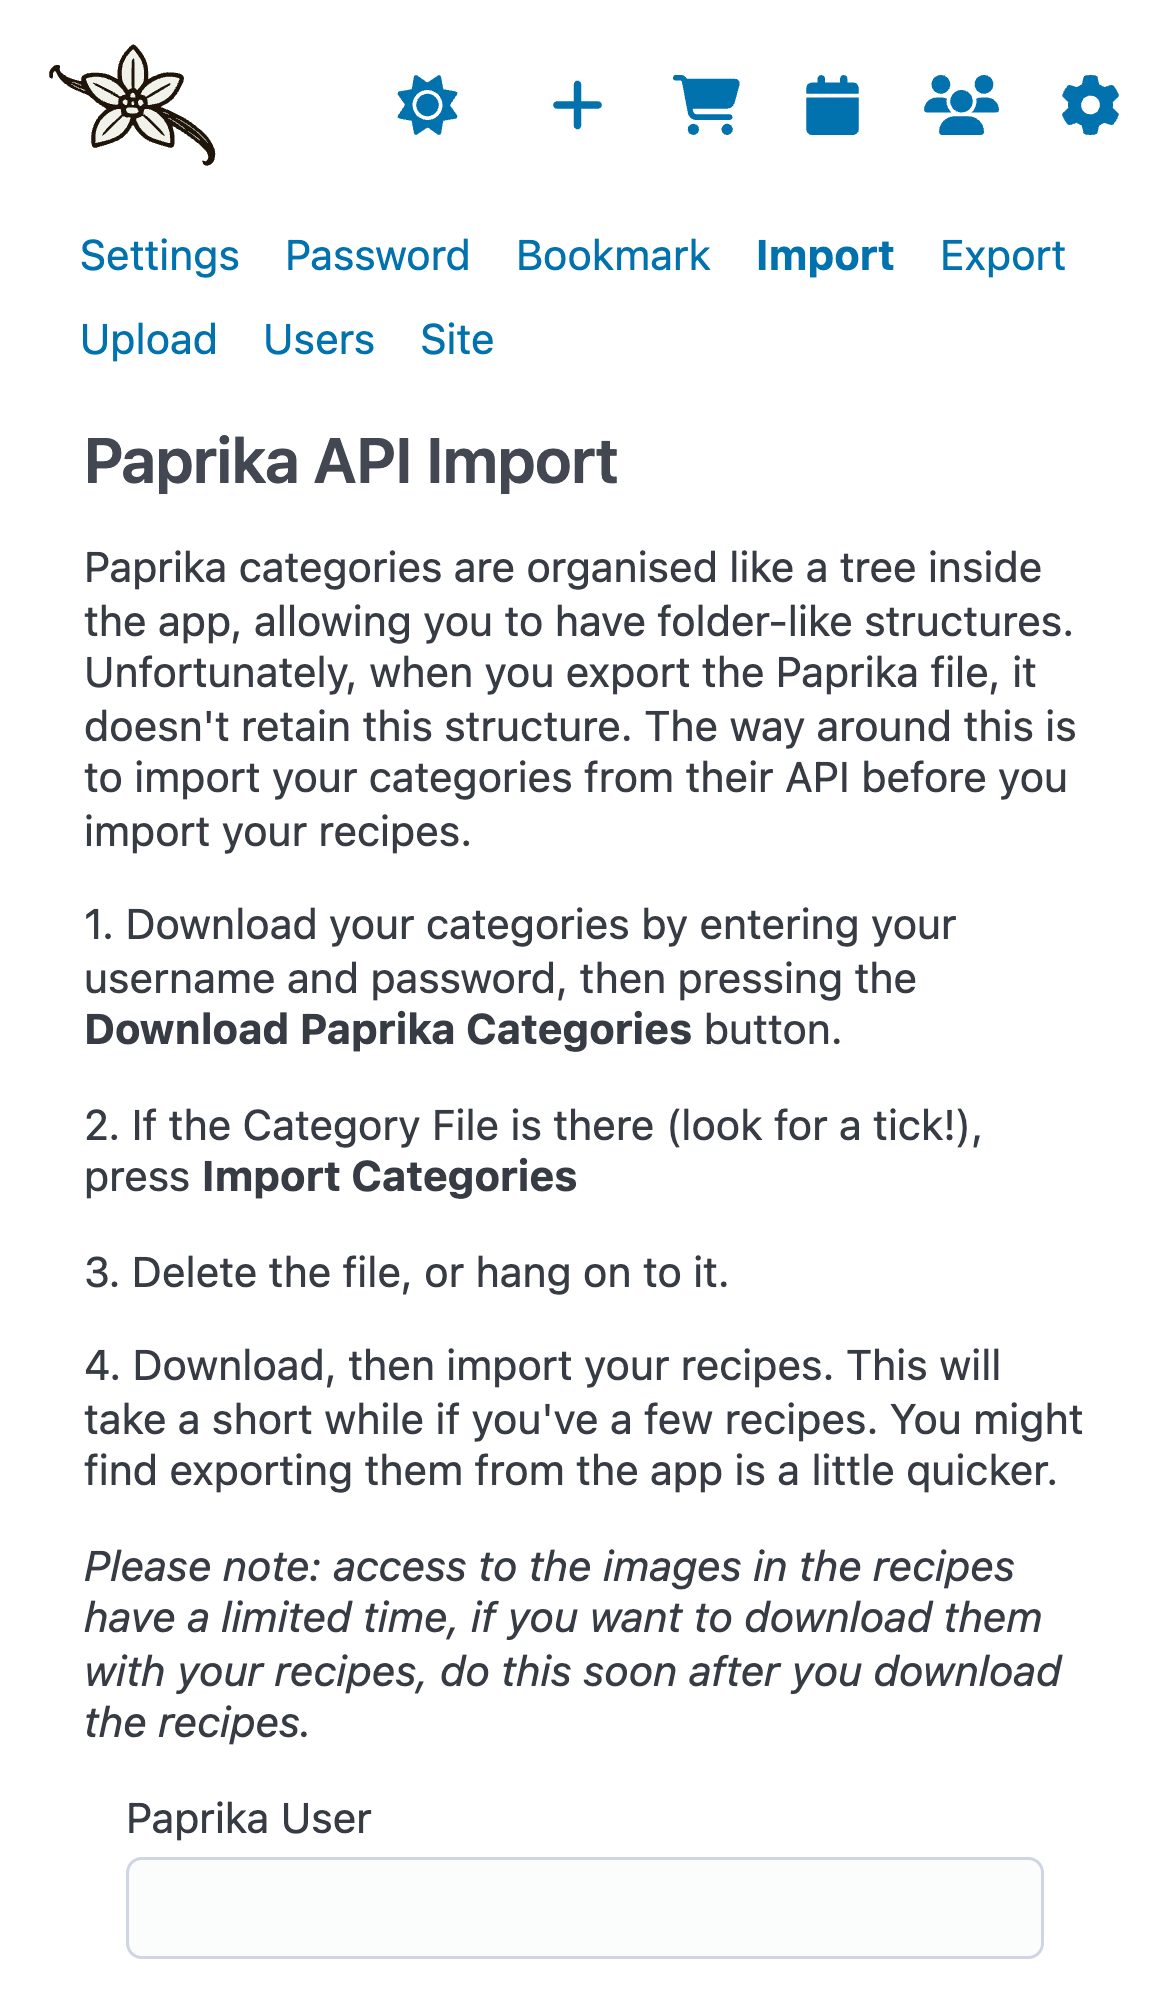 Settings Password Bookmark Import Export
Upload Users Site
Paprika API Import
Paprika categories are organised like a tree inside
the app, allowing you to have folder-like structures.
Unfortunately, when you export the Paprika file, it
doesn't retain this structure. The way around this is
to import your categories from their API before you
import your recipes.
1. Download your categories by entering your
username and password, then pressing the
Download Paprika Categories button.
2. If the Category File is there (look for a tick!),
press Import Categories
3. Delete the file, or hang on to it.
4. Download, then import your recipes. This will
take a short while if you've a few recipes. You might
find exporting them from the app is a little quicker.
Please note: access to the images in the recipes
have a limited time, if you want to download them
with your recipes, do this soon after you download
the recipes.
Paprika User